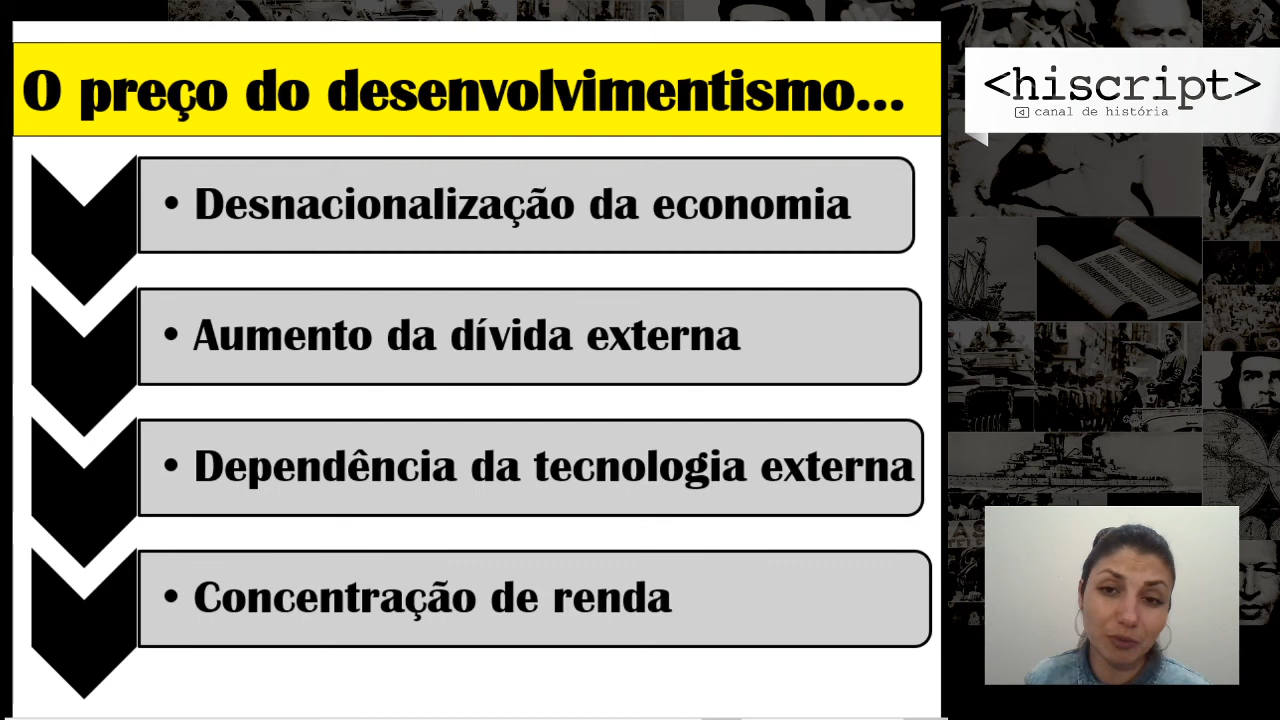 O preço do desenvolvimentismo...
• Desnacionalização da economia
• Aumento da dívida externa
• Dependência da tecnologia externa
• Concentração de renda
<hiscript>
canal de história